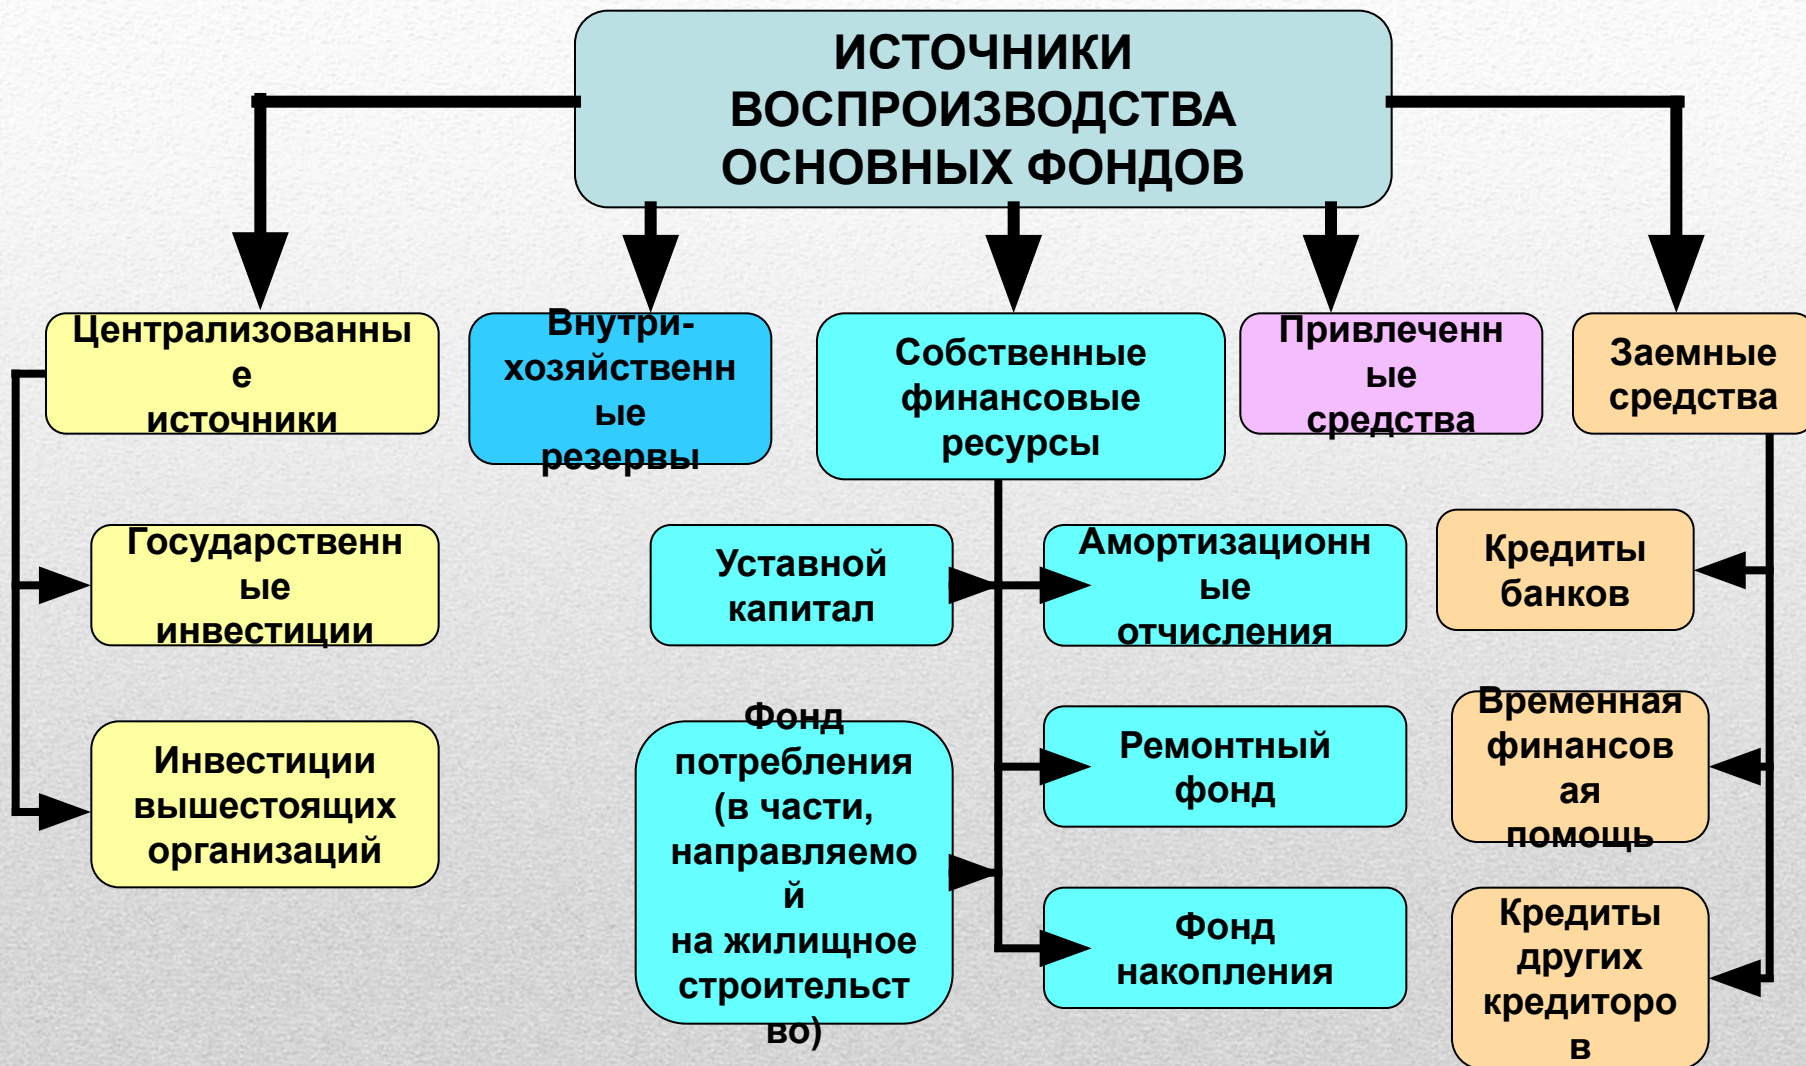 ИСТОЧНИКИ
ВОСПРОИЗВОДСТВА
ОСНОВНЫХ ФОНДОВ
Централизованны
е
источники
Внутри-
хозяйственн
ые
резервы
Собственные
финансовые
ресурсы
Привлеченн
ые
средства
Заемные
средства
Государственн
ые
инвестиции
Инвестиции
вышестоящих
организаций
Уставной
капитал
Фонд
потребления
(в части,
направляемо
й
на жилищное
строительст
во)
Амортизационн
ые
отчисления
Ремонтный
фонд
Фонд
накопления
Кредиты
банков
Временная
финансов
ая
помощь
Кредиты
других
кредиторо
в